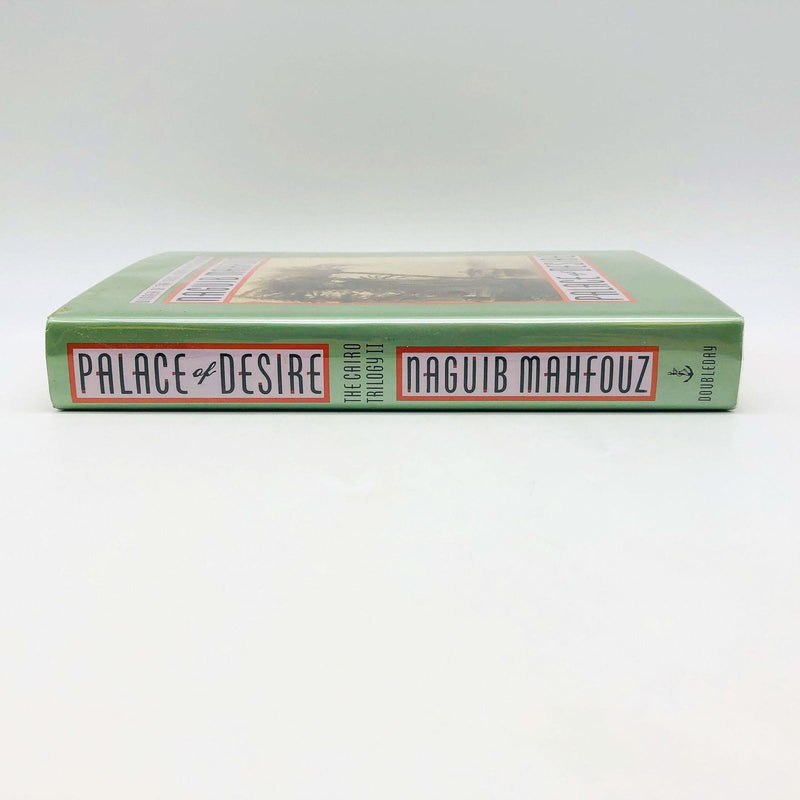 PALACE of DESIRE
THE CAIRO
TRILOGY II
NAGUIB MAHFOUZ
DOUBLEDAY